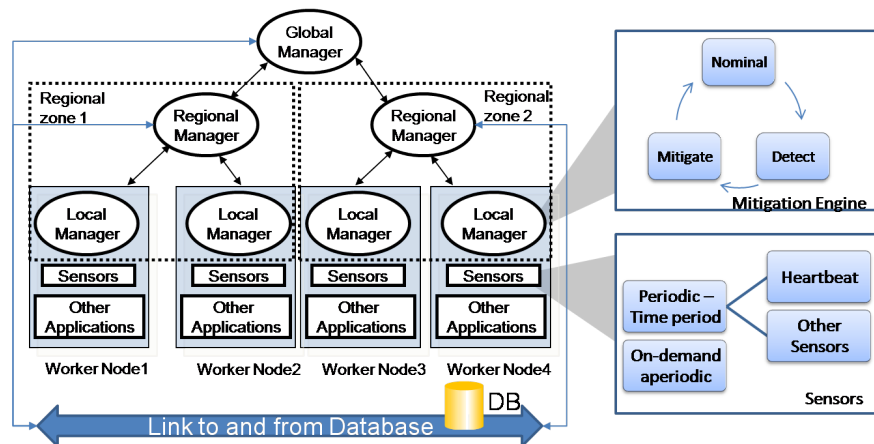 Global
Manager
Regional
zone 1
Regional
Manager
Regional
Manager
Regional
zone 2
Local
Manager
Local
Manager
Local
Manager
Local
Manager
Sensors
Sensors
Sensors
Sensors
Other
Applications
Other
Applications
Other
Applications
Other
Applications
Worker Node1
Worker Node2
Worker Node3
Worker Node4
DB
Link to and from Database
Nominal
Mitigate
Detect
Mitigation Engine
Periodic –
Time period
Heartbeat
Other
Sensors
On-demand
aperiodic
Sensors